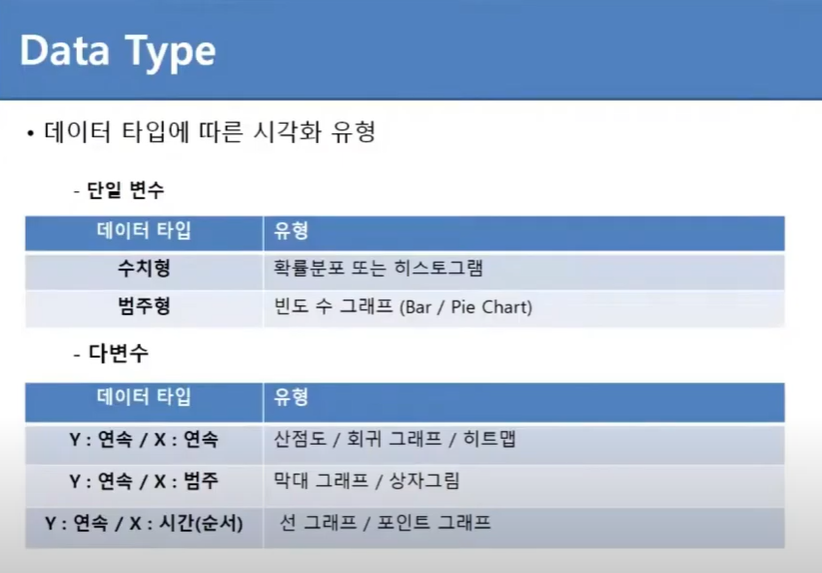 Data Type
• 데이터 타입에 따른 시각화 유형
- 단일 변수
데이터 타입 유형
수치형 확률분포 또는 히스토그램
범주형 빈도 수 그래프 (Bar / Pie Chart)
- 다변수
데이터 타입 유형
Y : 연속 / X : 연속 산점도 / 회귀 그래프 / 히트맵
Y : 연속 / X : 범주 막대 그래프 / 상자그림
Y : 연속 / X : 시간(순서) 선 그래프 / 포인트 그래프